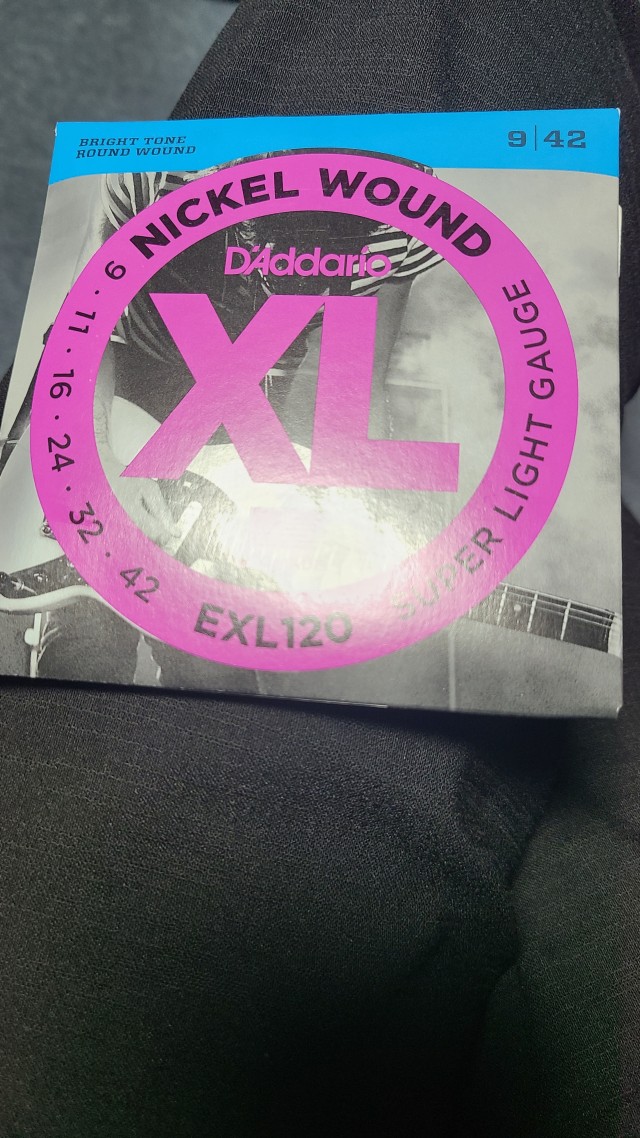 BRIGHT TONE
ROUND WOUND
9|42
NICKEL WOUND
D'Addario
XL
9 · 11 · 16 · 24 · 32 · 42
EXL120
SUPER LIGHT GAUGE